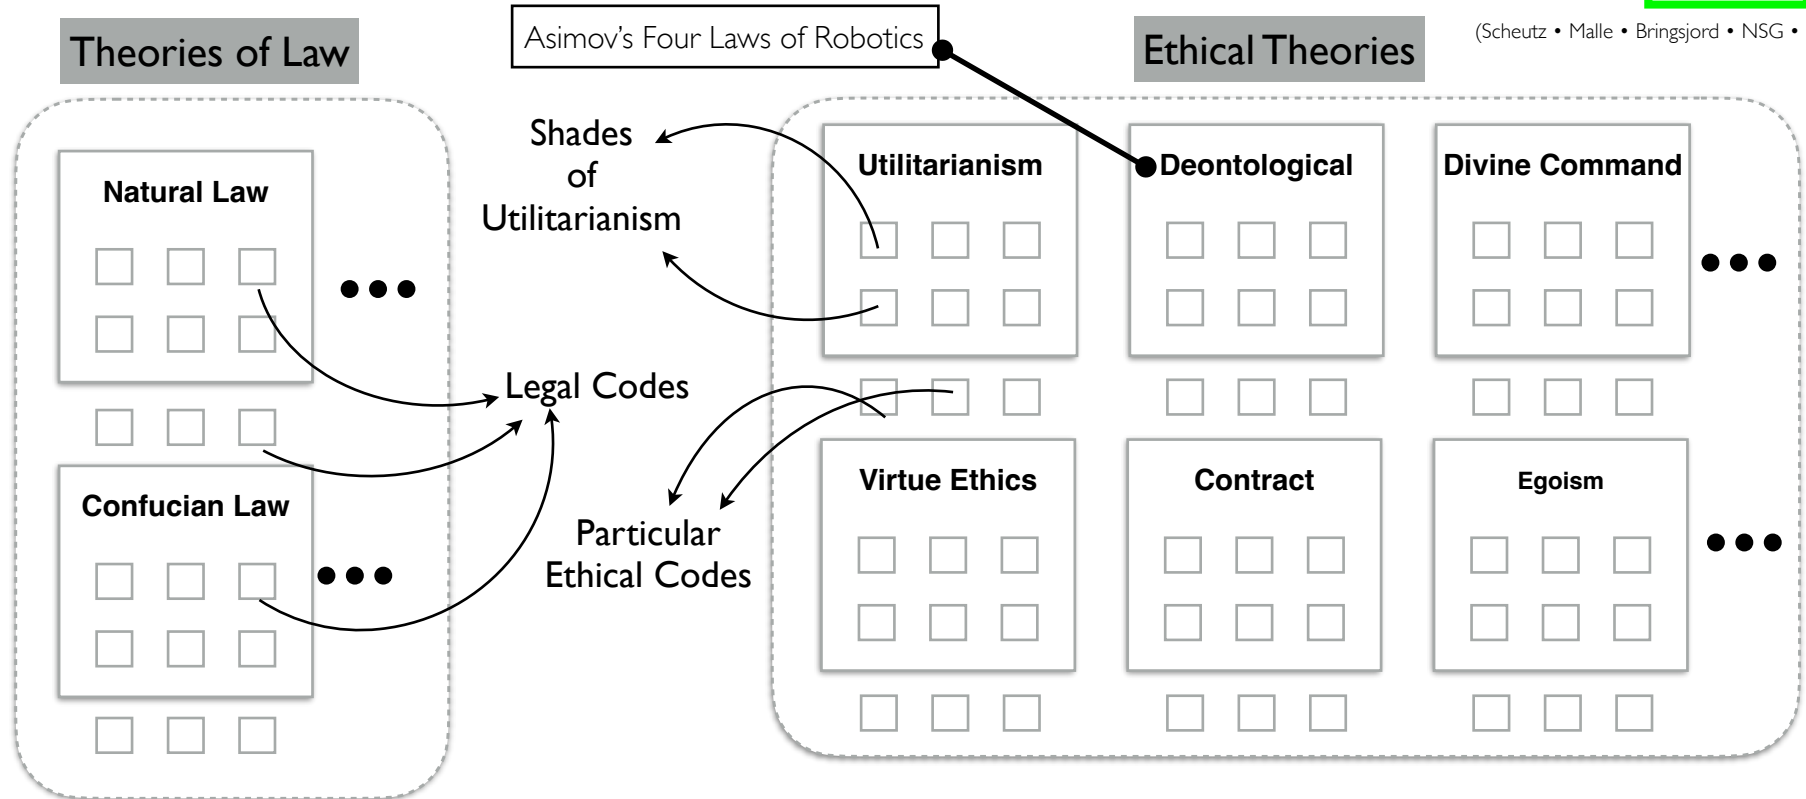 Theories of Law
Asimov's Four Laws of Robotics
Ethical Theories
(Scheutz • Malle • Bringsjord • NSG •
Natural Law
Confucian Law
Legal Codes
Shades
of
Utilitarianism
Particular
Ethical Codes
Utilitarianism
Deontological
Divine Command
Virtue Ethics
Contract
Egoism